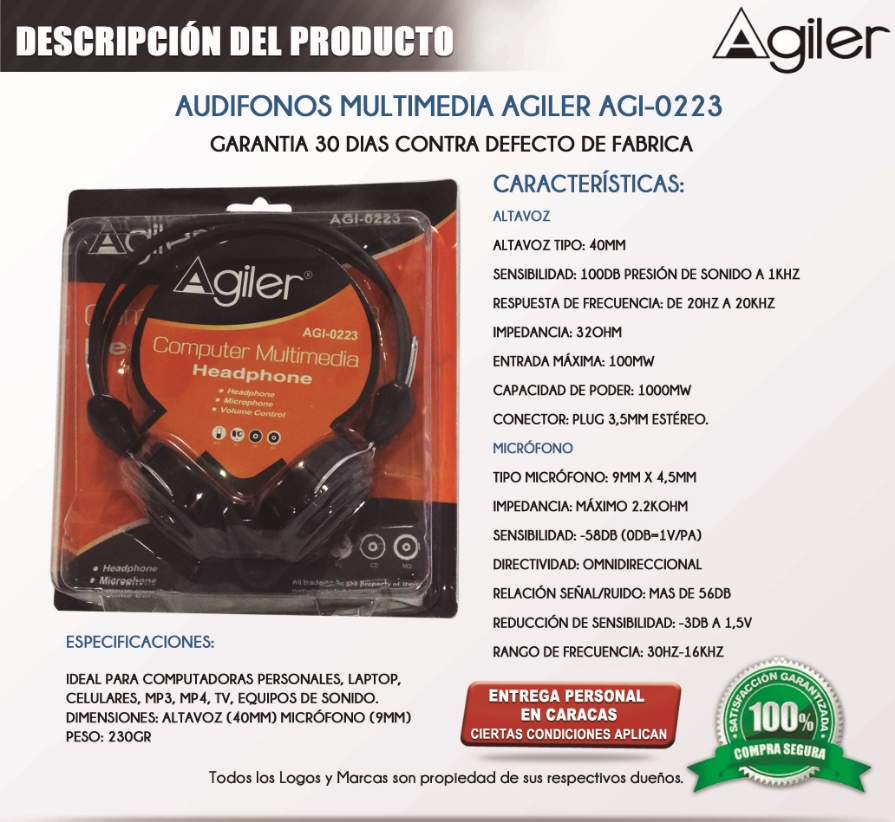 DESCRIPCIÓN DEL PRODUCTO
Agiler
AUDIFONOS MULTIMEDIA AGILER AGI-0223
GARANTIA 30 DIAS CONTRA DEFECTO DE FABRICA
AGI-0223
Agiler
Agiler®
AGI-0223
Computer Multimedia
Headphone
• Headphone
• Microphone
• Volume Control
CD
MD
• Headphone
• Microphone
CARACTERÍSTICAS:
ALTAVOZ
ALTAVOZ TIPO: 40MM
SENSIBILIDAD: 100DB PRESIÓN DE SONIDO A 1KHZ
RESPUESTA DE FRECUENCIA: DE 20HZ A 20KHZ
IMPEDANCIA: 32OHM
ENTRADA MÁXIMA: 100MW
CAPACIDAD DE PODER: 1000MW
CONECTOR: PLUG 3,5MM ESTÉREO.
MICRÓFONO
TIPO MICRÓFONO: 9MM X 4,5MM
IMPEDANCIA: MÁXIMO 2.2KOHM
SENSIBILIDAD: -58DB (0DB=1V/PA)
DIRECTIVIDAD: OMNIDIRECCIONAL
RELACIÓN SEÑAL/RUIDO: MAS DE 56DB
REDUCCIÓN DE SENSIBILIDAD: -3DB A 1,5V
RANGO DE FRECUENCIA: 30HZ-16KHZ
ESPECIFICACIONES:
IDEAL PARA COMPUTADORAS PERSONALES, LAPTOP,
CELULARES, MP3, MP4, TV, EQUIPOS DE SONIDO.
DIMENSIONES: ALTAVOZ (40MM) MICRÓFONO (9MM)
PESO: 230GR
ENTREGA PERSONAL
EN CARACAS
CIERTAS CONDICIONES APLICAN
SATISFACCIÓN GARANTIZADA
100%
COMPRA SEGURA
Todos los Logos y Marcas son propiedad de sus respectivos dueños.